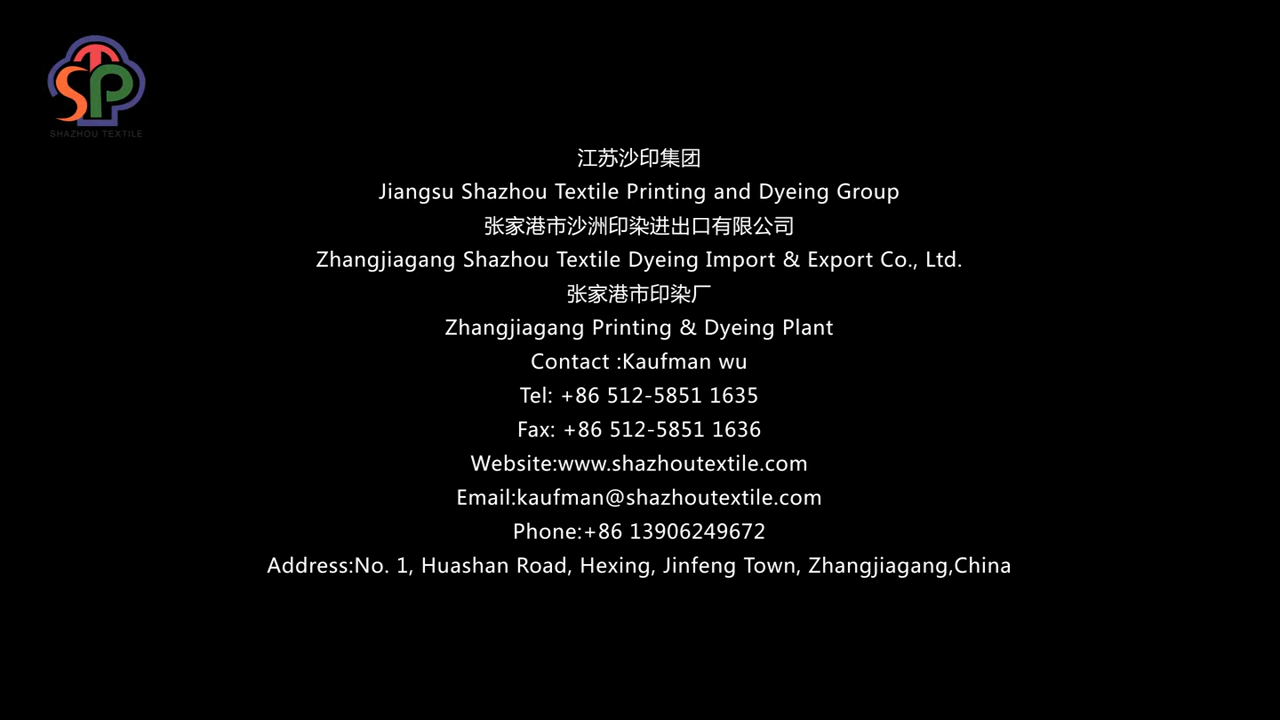 STP
SHAZHOU TEXTILE
江苏沙印集团
Jiangsu Shazhou Textile Printing and Dyeing Group
张家港市沙洲印染进出口有限公司
Zhangjiagang Shazhou Textile Dyeing Import & Export Co., Ltd.
张家港市印染厂
Zhangjiagang Printing & Dyeing Plant
Contact :Kaufman wu
Tel: +86 512-5851 1635
Fax: +86 512-5851 1636
Website:www.shazhoutextile.com
Email:kaufman@shazhoutextile.com
Phone:+86 13906249672
Address:No. 1, Huashan Road, Hexing, Jinfeng Town, Zhangjiagang,China